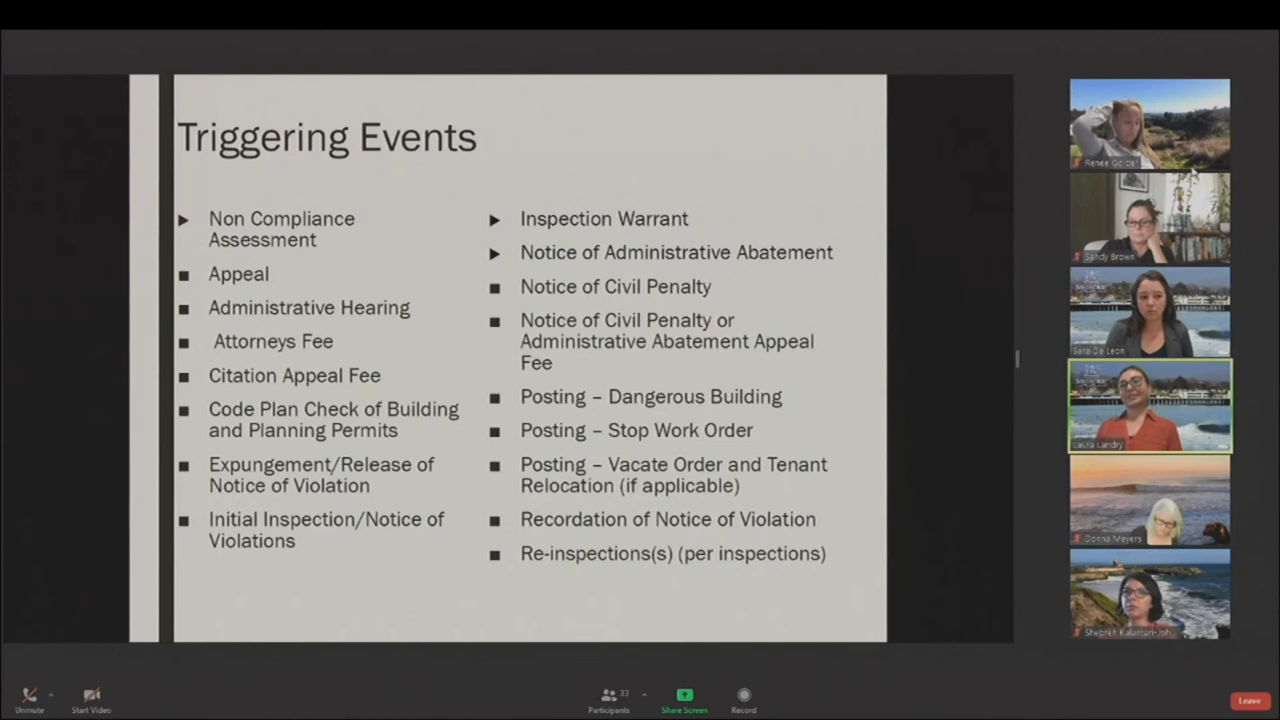 Triggering Events
Non Compliance
Assessment
Appeal
Administrative Hearing
Attorneys Fee
Citation Appeal Fee
Code Plan Check of Building
and Planning Permits
Expungement/Release of
Notice of Violation
Initial Inspection/Notice of
Violations
Inspection Warrant
Notice of Administrative Abatement
Notice of Civil Penalty
Notice of Civil Penalty or
Administrative Abatement Appeal
Fee
Posting – Dangerous Building
Posting – Stop Work Order
Posting – Vacate Order and Tenant
Relocation (if applicable)
Recordation of Notice of Violation
Re-inspections(s) (per inspections)
Renee Golder
Sandy Brown
Sara De Leon
Laura Landry
Donna Meyers
Shebreh Kalantari-Joh
Unmute
Start Video
Participants
33
Share Screen
Record
Leave